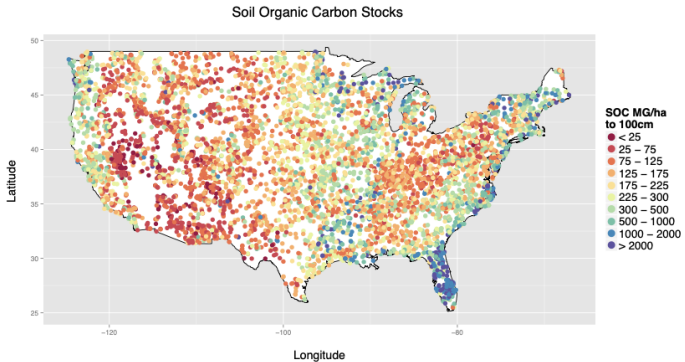 Soil Organic Carbon Stocks
50
45
40
35
30
25
Latitude
−120
−100
−80
Longitude
SOC MG/ha
to 100cm
< 25
25 − 75
75 − 125
125 − 175
175 − 225
225 − 300
300 − 500
500 − 1000
1000 − 2000
> 2000